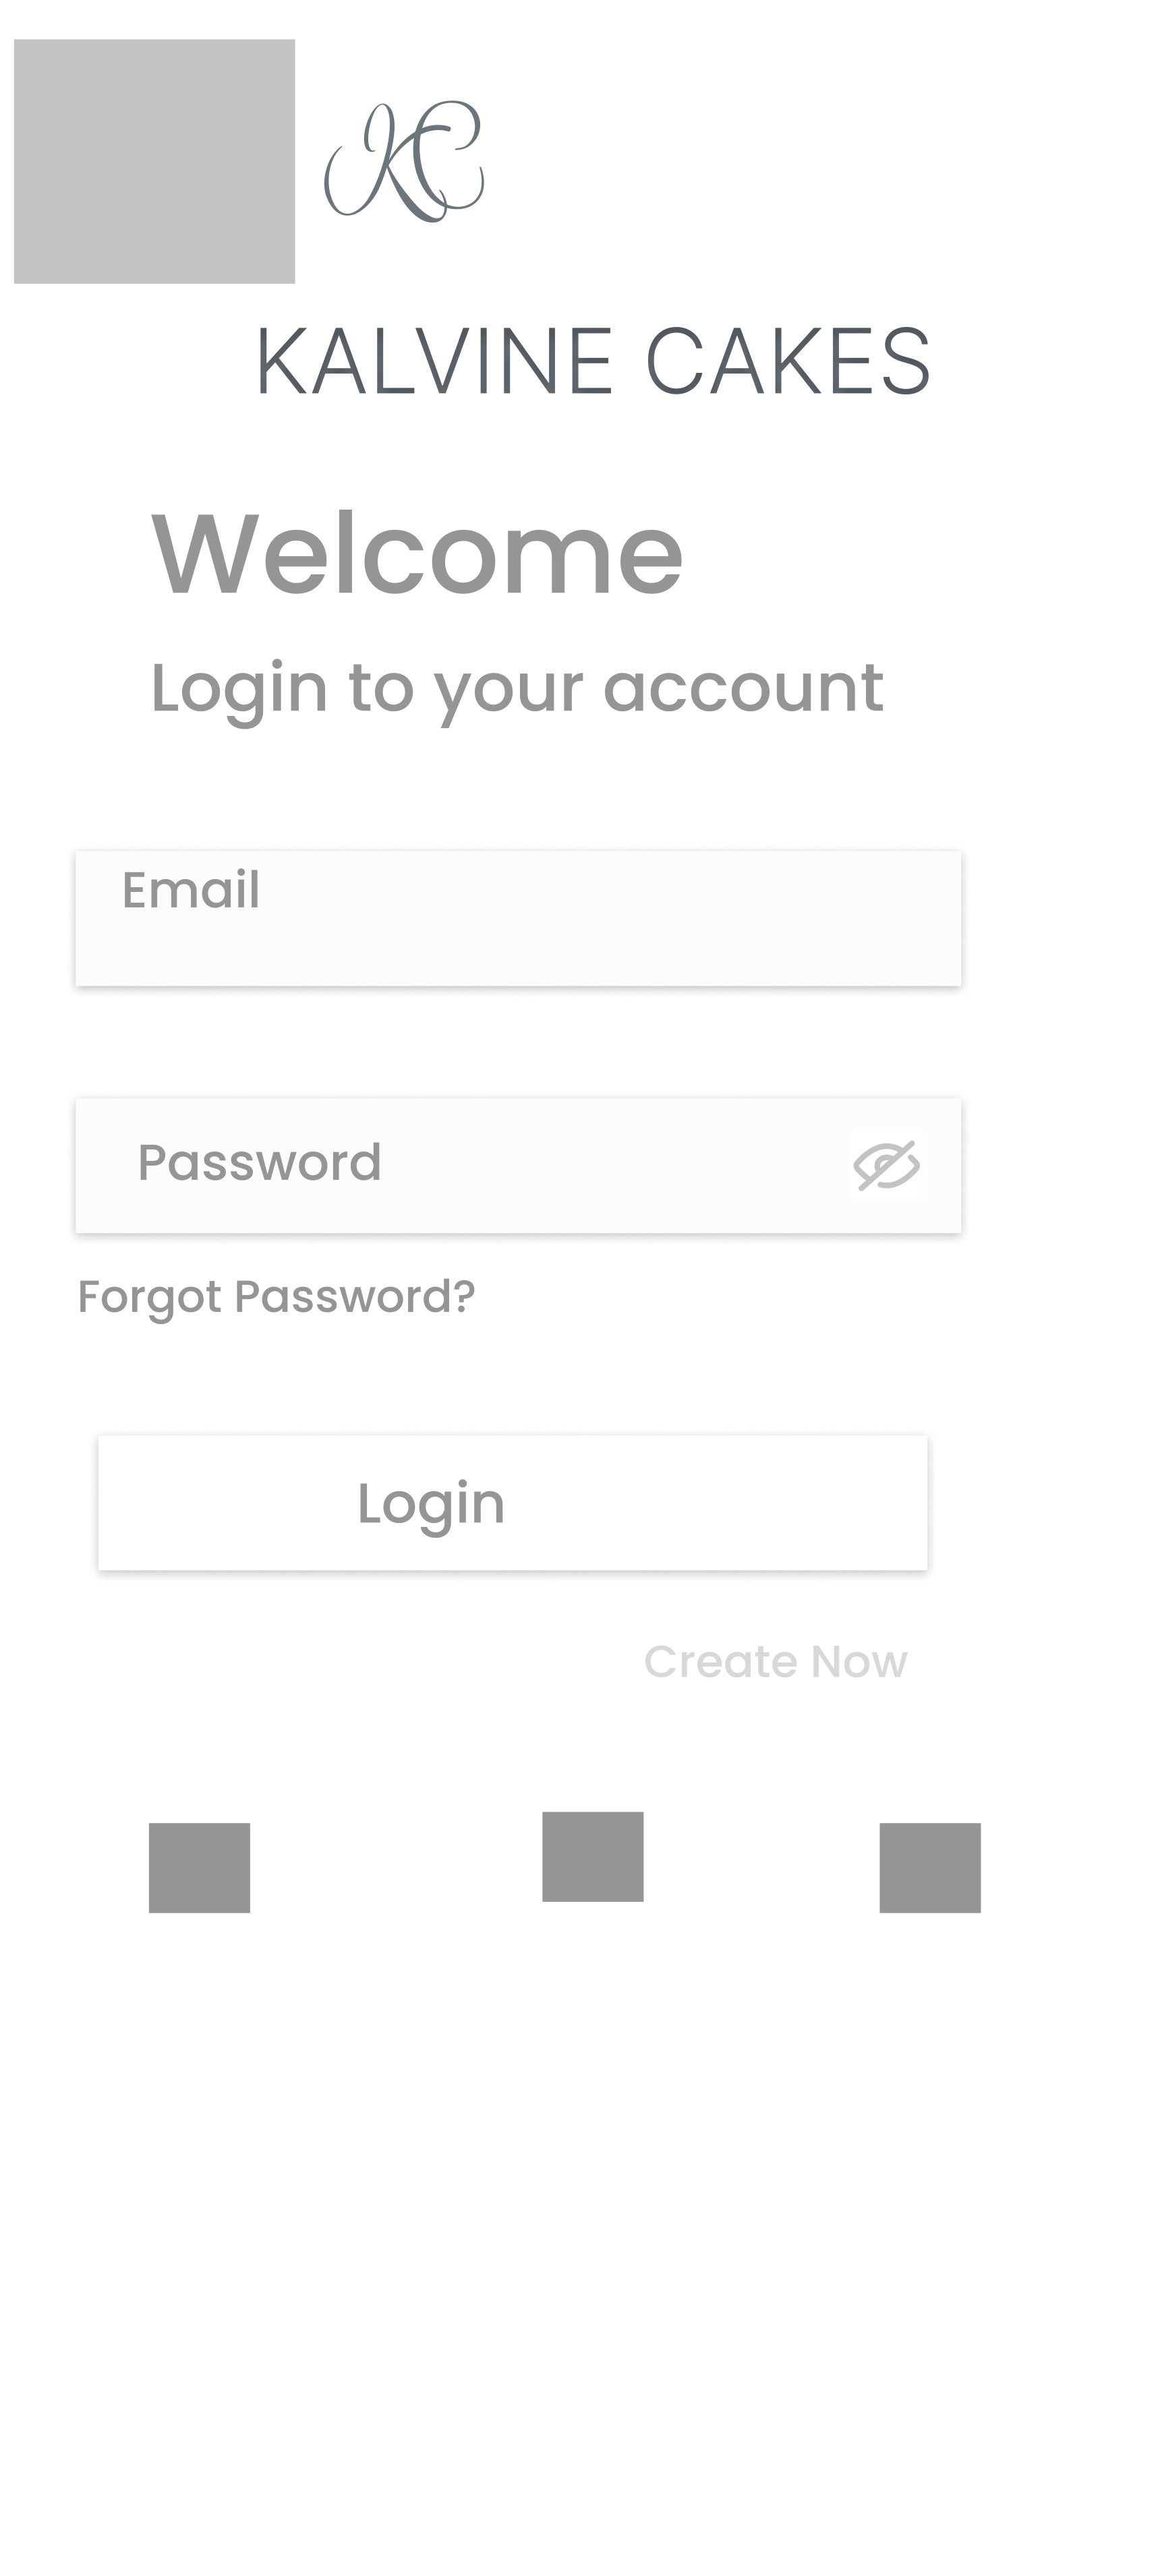 KC
KALVINE CAKES
Welcome
Login to your account
Email
Password
Forgot Password?
Login
Create Now